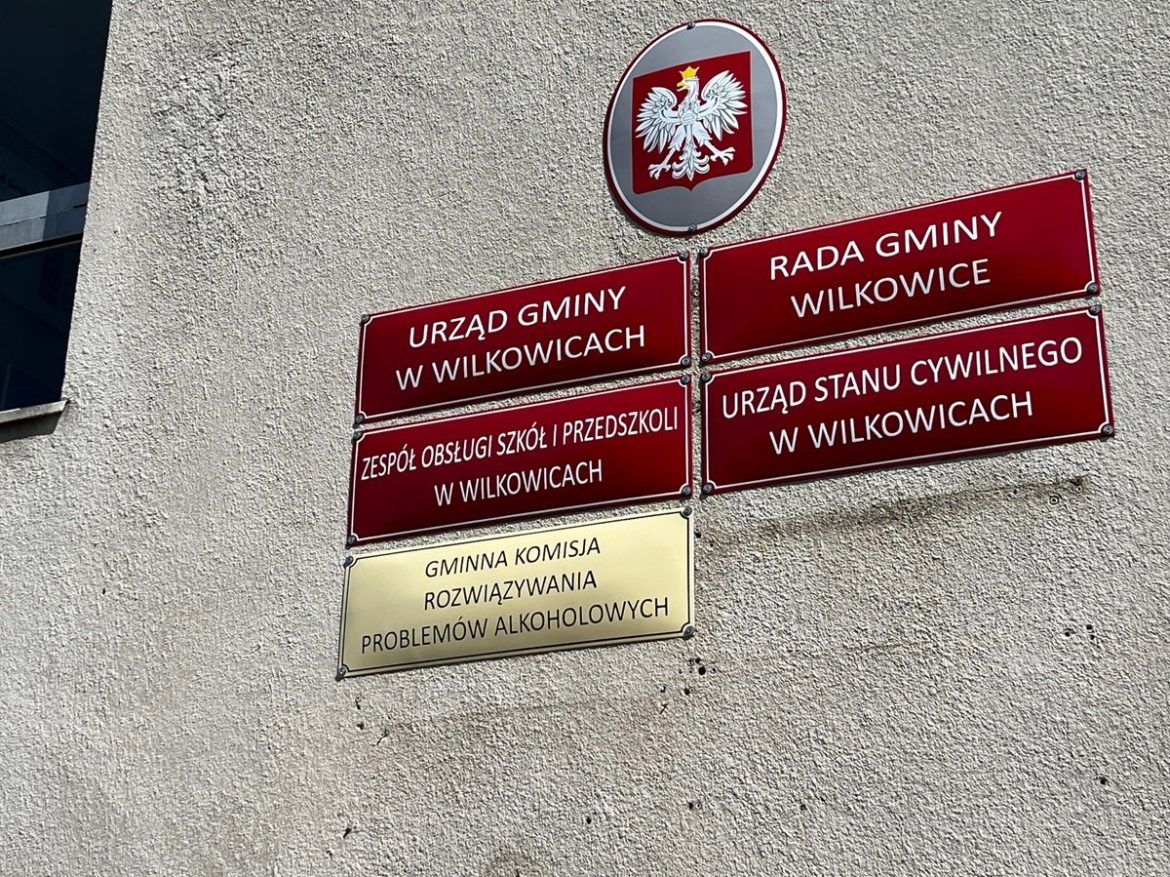 URZĄD GMINY
W WILKOWICACH
RADA GMINY
WILKOWICE
ZESPÓŁ OBSŁUGI SZKÓŁ I PRZEDSZKOLI
W WILKOWICACH
URZĄD STANU CYWILNEGO
W WILKOWICACH
GMINNA KOMISJA
ROZWIĄZYWANIA
PROBLEMÓW ALKOHOLOWYCH